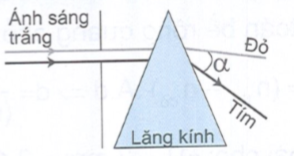 Ánh sáng
trắng
Đỏ
α
Tím
Lăng kính